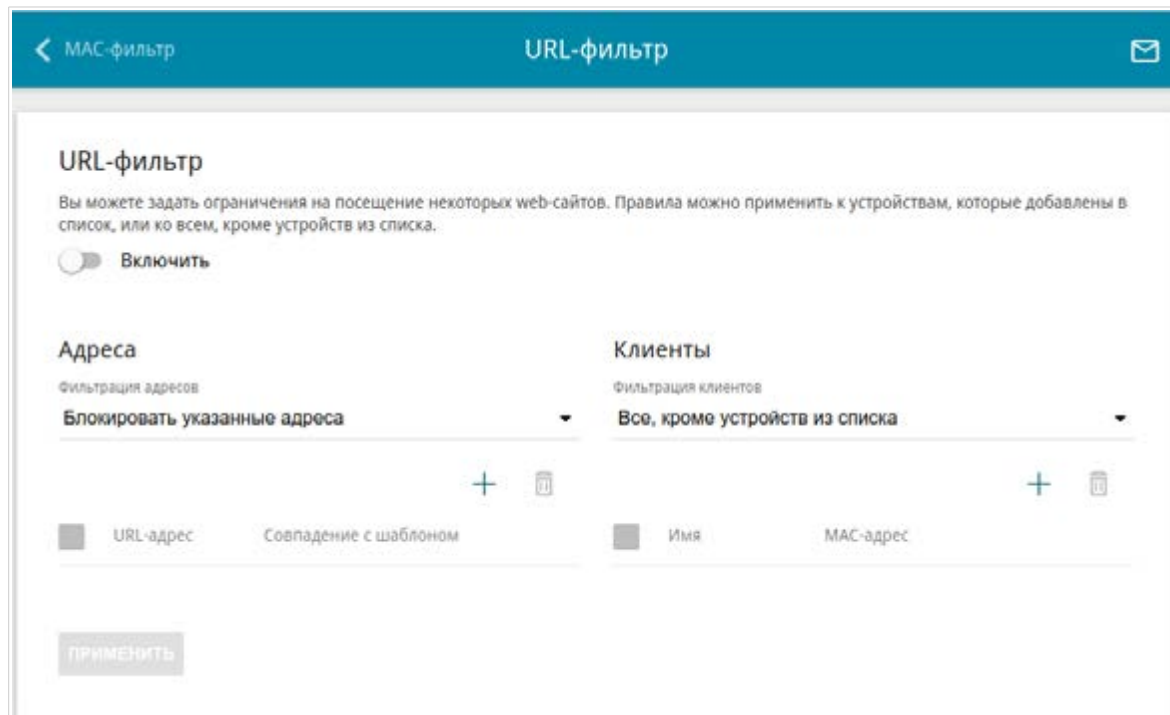 МАС-фильтр
URL-фильтр
URL-фильтр
Вы можете задать ограничения на посещение некоторых web-сайтов. Правила можно применить к устройствам, которые добавлены в
список, или ко всем, кроме устройств из списка.
Включить
Адреса
Фильтрация адресов
Блокировать указанные адреса
URL-адрес Совпадение с шаблоном
Клиенты
Фильтрация клиентов
Все, кроме устройств из списка
Имя МАС-адрес
ПРИМЕНИТЬ